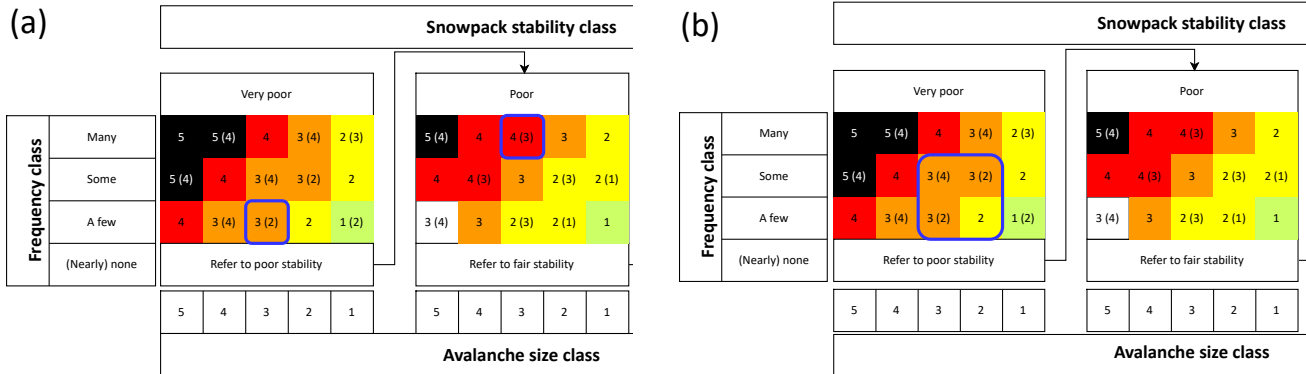 (a)
Snowpack stability class
Very poor Poor
Frequency class
Many 5 5 (4) 4 3 (4) 2 (3) 5 (4) 4 4 (3) 3 2
Some 5 (4) 4 3 (4) 3 (2) 2 4 4 (3) 3 2 (3) 2 (1)
A few 4 3 (4) 3 (2) 2 1 (2) 3 (4) 3 2 (3) 2 (1) 1
(Nearly) none Refer to poor stability Refer to fair stability
5 4 3 2 1 5 4 3 2 1
Avalanche size class
(b)
Snowpack stability class
Very poor Poor
Frequency class
Many 5 5 (4) 4 3 (4) 2 (3) 5 (4) 4 4 (3) 3 2
Some 5 (4) 4 3 (4) 3 (2) 2 4 4 (3) 3 2 (3) 2 (1)
A few 4 3 (4) 3 (2) 2 1 (2) 3 (4) 3 2 (3) 2 (1) 1
(Nearly) none Refer to poor stability Refer to fair stability
5 4 3 2 1 5 4 3 2 1
Avalanche size class